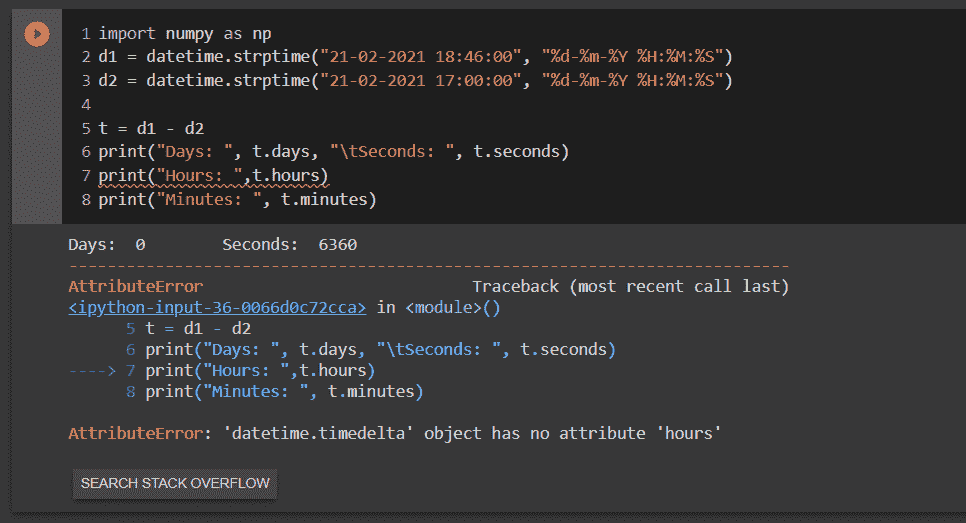 1 import numpy as np
2 d1 = datetime.strptime("21-02-2021 18:46:00", "%d-%m-%Y %H:%M:%S")
3 d2 = datetime.strptime("21-02-2021 17:00:00", "%d-%m-%Y %H:%M:%S")
4
5 t = d1 - d2
6 print("Days: ", t.days, "\tSeconds: ", t.seconds)
7 print("Hours: ",t.hours)
8 print("Minutes: ", t.minutes)
Days:  0        Seconds:  6360
---------------------------------------------------------------------------
AttributeError                            Traceback (most recent call last)
<ipython-input-36-0066d0c72cca> in <module>()
      5 t = d1 - d2
      6 print("Days: ", t.days, "\tSeconds: ", t.seconds)
----> 7 print("Hours: ",t.hours)
      8 print("Minutes: ", t.minutes)
AttributeError: 'datetime.timedelta' object has no attribute 'hours'
SEARCH STACK OVERFLOW